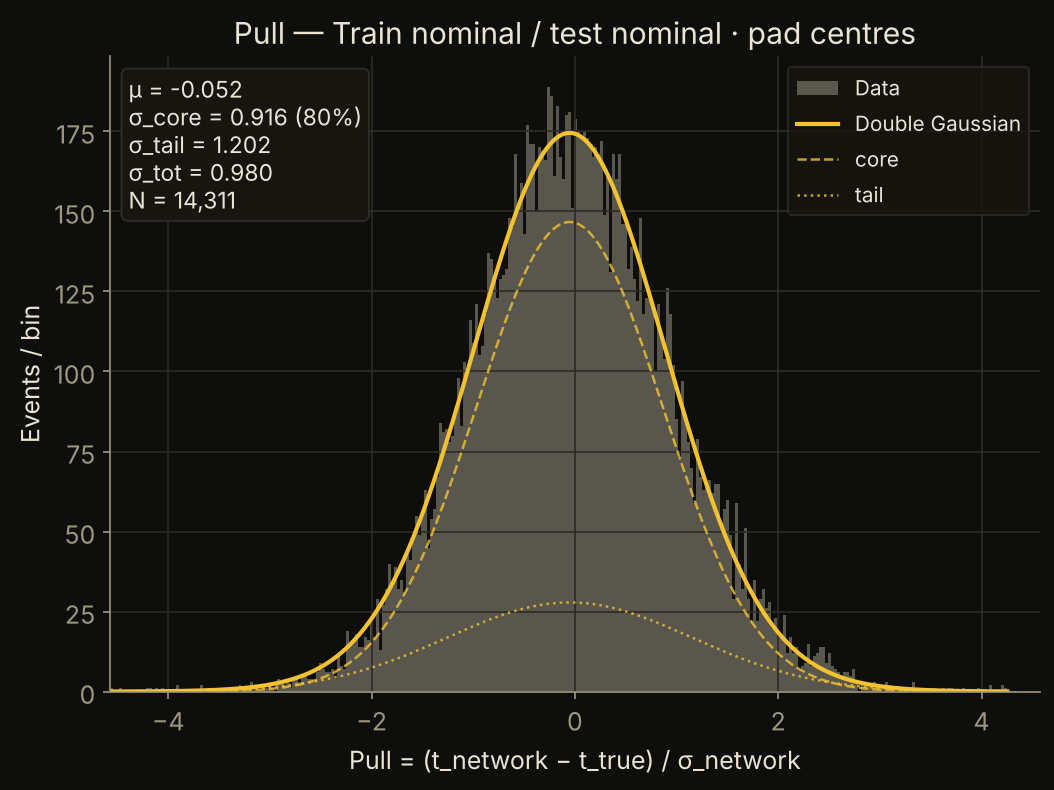 Pull — Train nominal / test nominal · pad centres
μ = -0.052
σ_core = 0.916 (80%)
σ_tail = 1.202
σ_tot = 0.980
N = 14,311
Data
Double Gaussian
core
tail
Events / bin
175
150
125
100
75
50
25
0
−4
−2
0
2
4
Pull = (t_network − t_true) / σ_network